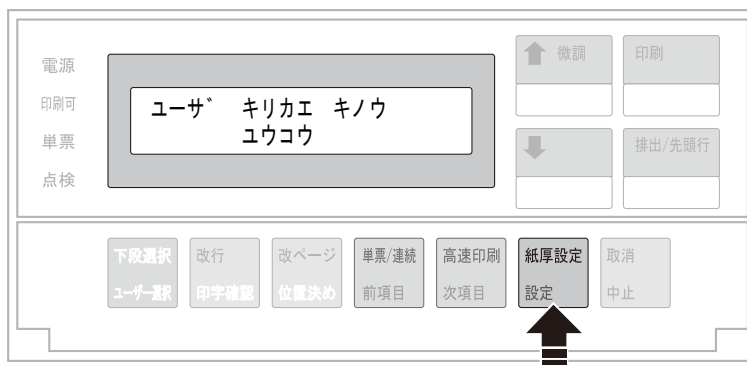 電源
印刷可
単票
点検
ユーザ゛ キリカエ キノウ
ユウコウ
微調
印刷
排出/先頭行
下段選択
ユーザー選択
改行
印字確認
改ページ
位置決め
単票/連続
前項目
高速印刷
次項目
紙厚設定
設定
取消
中止